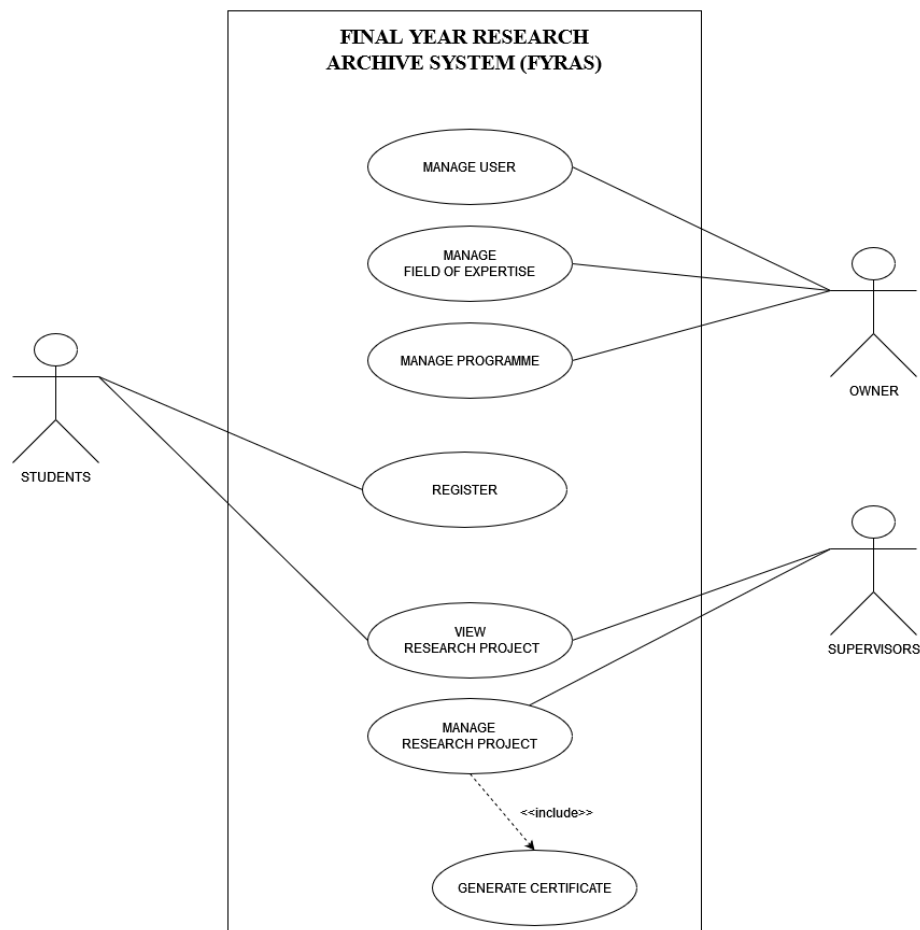 FINAL YEAR RESEARCH
ARCHIVE SYSTEM (FYRAS)
MANAGE USER
MANAGE
FIELD OF EXPERTISE
MANAGE PROGRAMME
OWNER
STUDENTS
REGISTER
VIEW
RESEARCH PROJECT
SUPERVISORS
MANAGE
RESEARCH PROJECT
<<include>>
GENERATE CERTIFICATE